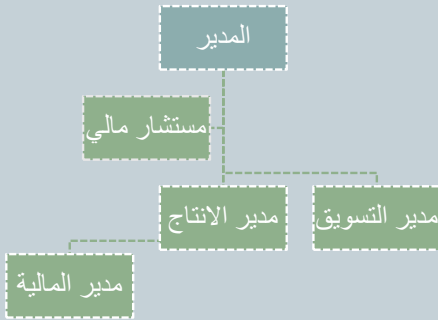 المدير
مستشار مالي
مدير التسويق
مدير الانتاج
مدير المالية